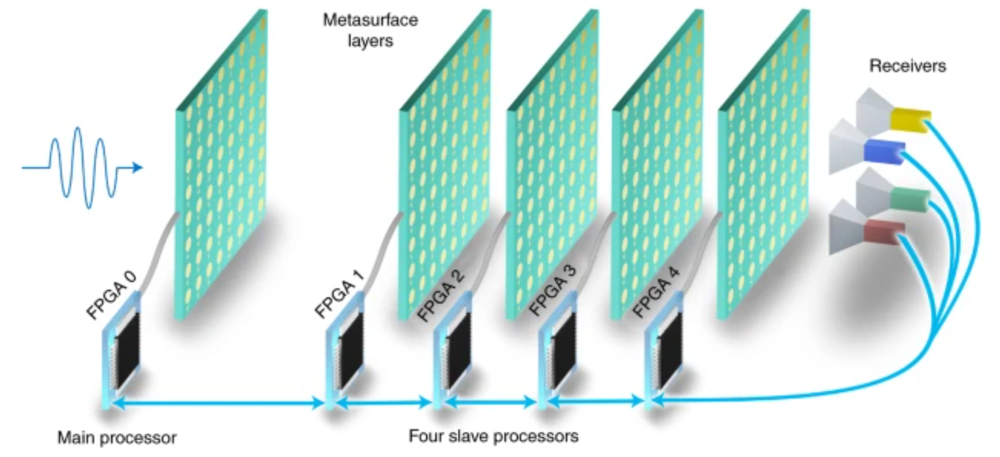 Metasurface
layers
Receivers
FPGA 0
FPGA 1
FPGA 2
FPGA 3
FPGA 4
Main processor
Four slave processors